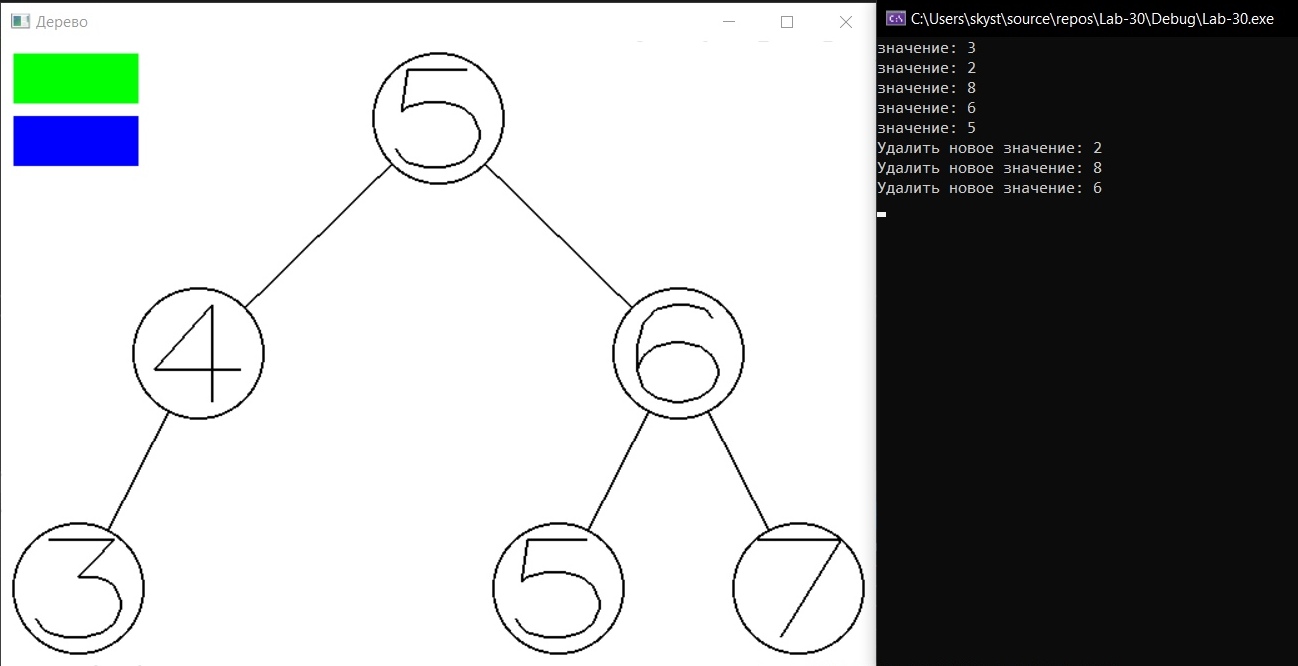 Дерево
5
4
6
3
5
7
C:\Users\skyst\source\repos\Lab-30\Debug\Lab-30.exe
значение: 3
значение: 2
значение: 8
значение: 6
значение: 5
Удалить новое значение: 2
Удалить новое значение: 8
Удалить новое значение: 6